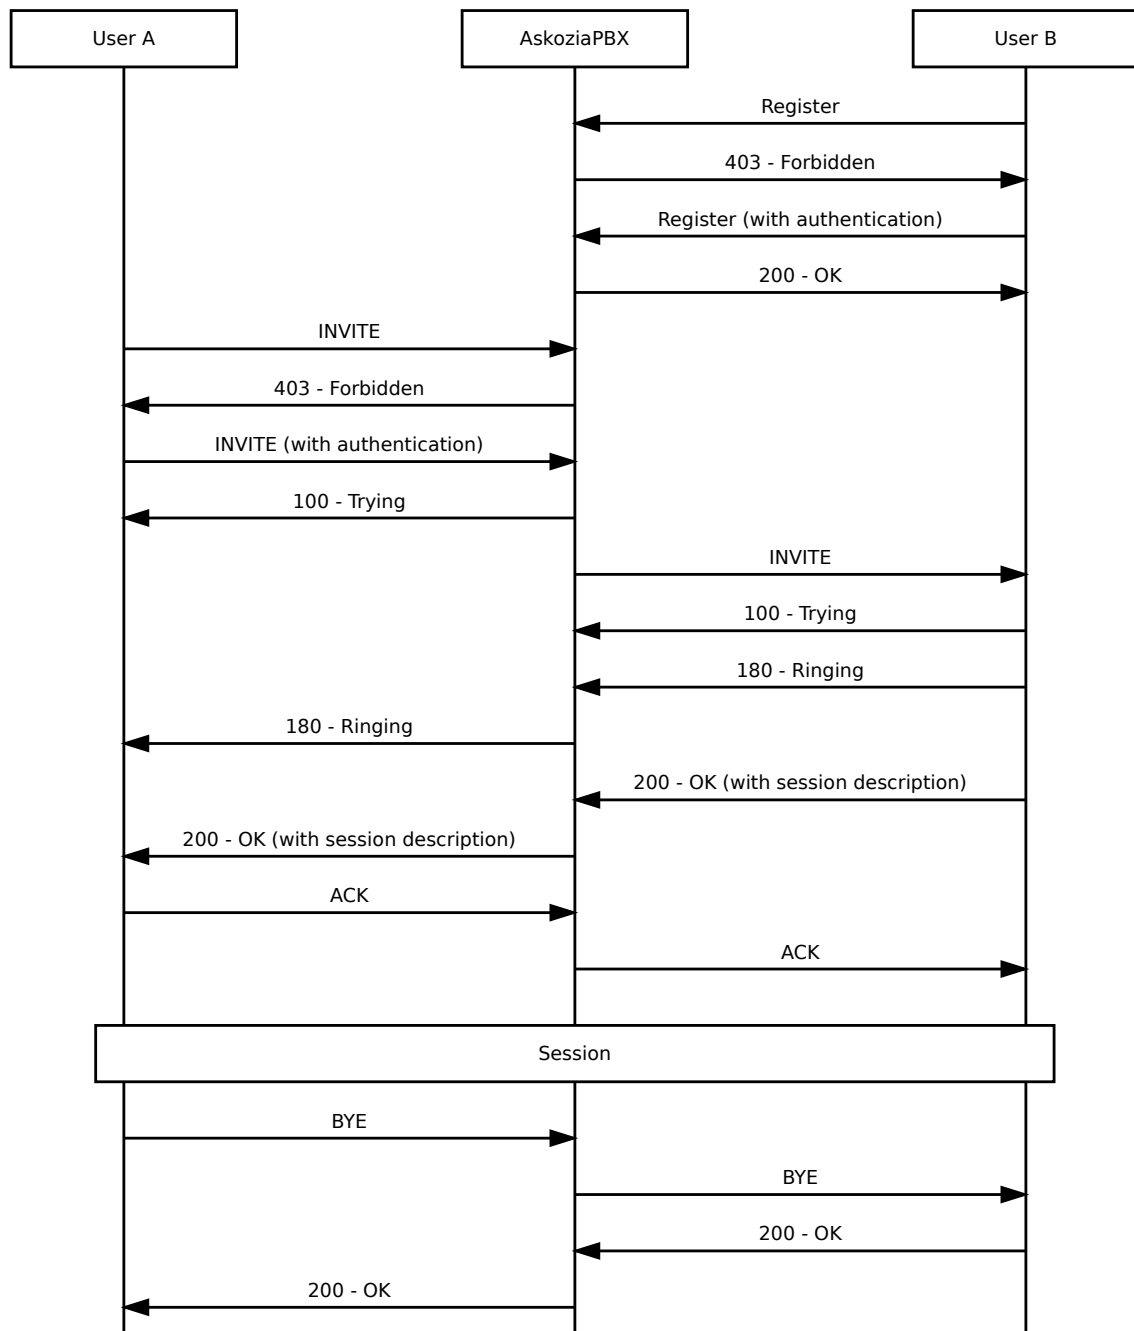 User A
AskoziaPBX
User B
Register
403 - Forbidden
Register (with authentication)
200 - OK
INVITE
403 - Forbidden
INVITE (with authentication)
100 - Trying
INVITE
100 - Trying
180 - Ringing
180 - Ringing
200 - OK (with session description)
200 - OK (with session description)
ACK
ACK
Session
BYE
BYE
200 - OK
200 - OK